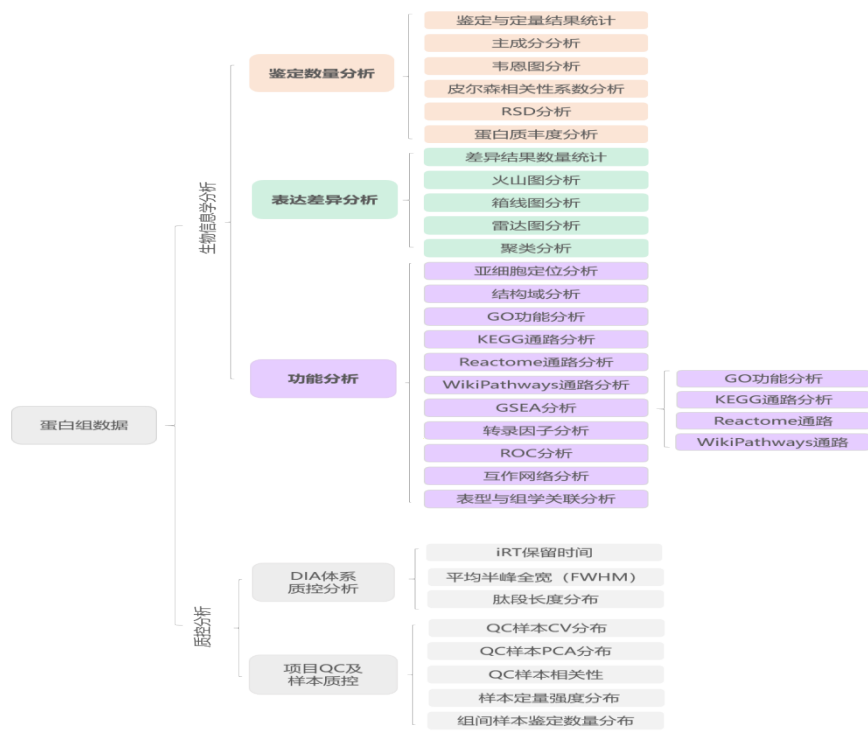 蛋白组数据
生物信息学分析
鉴定数量分析
鉴定与定量结果统计
主成分分析
韦恩图分析
皮尔森相关性系数分析
RSD分析
蛋白质丰度分析
表达差异分析
差异结果数量统计
火山图分析
箱线图分析
雷达图分析
聚类分析
功能分析
亚细胞定位分析
结构域分析
GO功能分析
KEGG通路分析
Reactome通路分析
WikiPathways通路分析
GSEA分析
GO功能分析
KEGG通路分析
Reactome通路
WikiPathways通路
转录因子分析
ROC分析
互作网络分析
表型与组学关联分析
质控分析
DIA体系
质控分析
iRT保留时间
平均半峰全宽（FWHM）
肽段长度分布
项目QC及
样本质控
QC样本CV分布
QC样本PCA分布
QC样本相关性
样本定量强度分布
组间样本鉴定数量分布